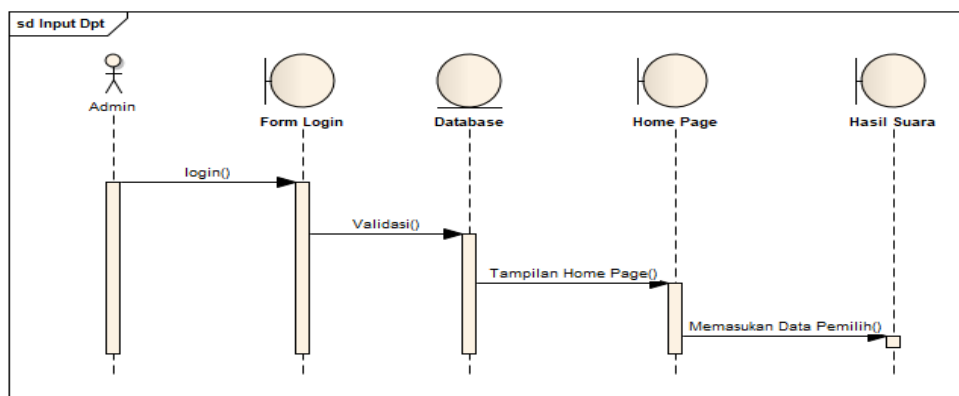 sd Input Dpt
Admin
Form Login
Database
Home Page
Hasil Suara
login()
Validasi()
Tampilan Home Page()
Memasukan Data Pemilih()